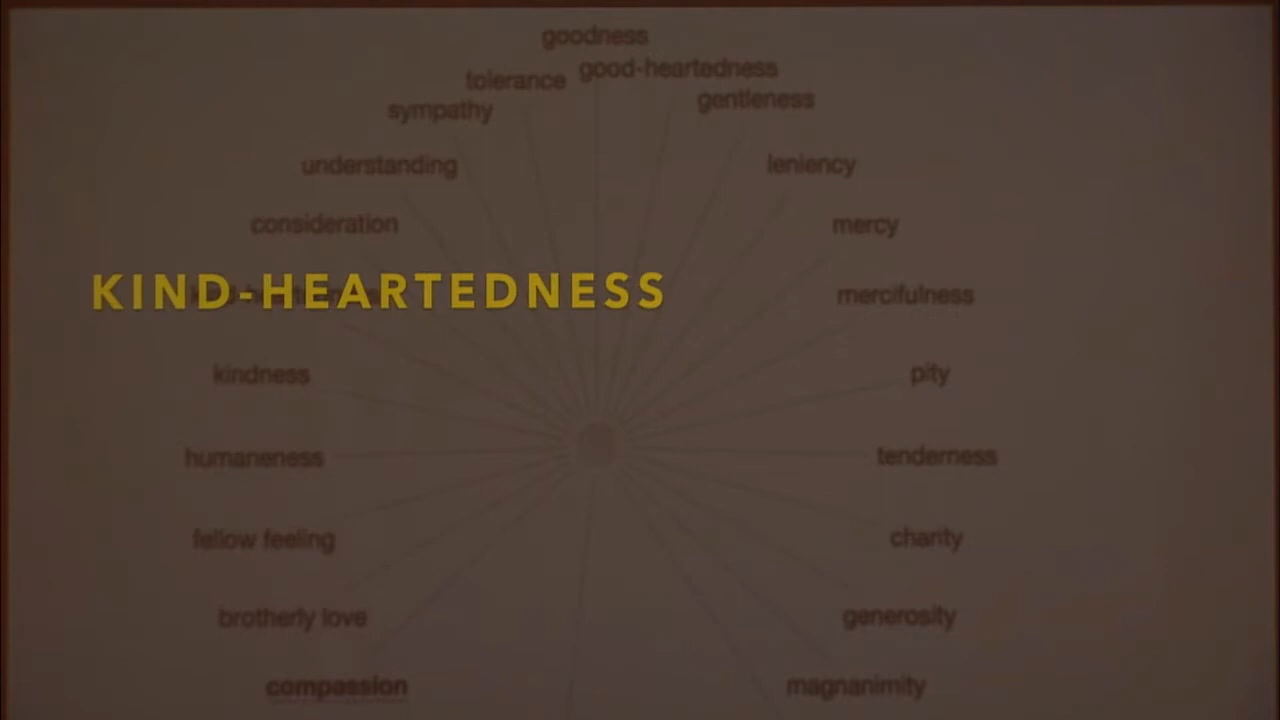 goodness
good-heartedness
tolerance
gentleness
sympathy
understanding
leniency
consideration
mercy
KIND-HEARTEDNESS
mercifulness
kindness
pity
humaneness
tenderness
fellow feeling
charity
brotherly love
generosity
compassion
magnanimity